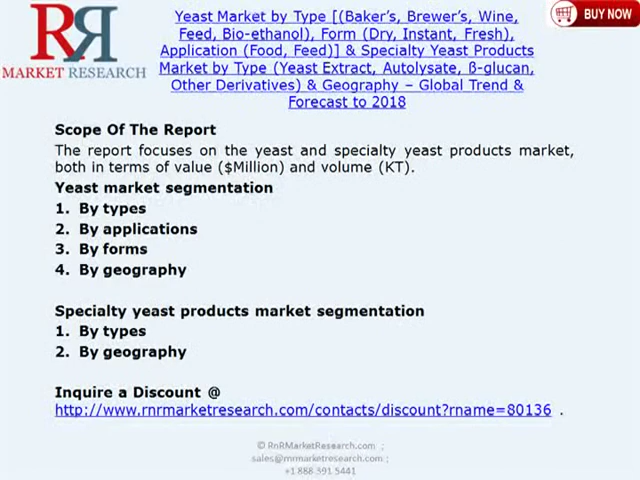 RR
MARKET RESEARCH
Yeast Market by Type [(Baker's, Brewer's, Wine,
Feed, Bio-ethanol), Form (Dry, Instant, Fresh),
Application (Food, Feed)] & Specialty Yeast Products
Market by Type (Yeast Extract, Autolysate, ß-glucan,
Other Derivatives) & Geography – Global Trend &
Forecast to 2018
BUY NOW
Scope Of The Report
The report focuses on the yeast and specialty yeast products market,
both in terms of value ($Million) and volume (KT).
Yeast market segmentation
1. By types
2. By applications
3. By forms
4. By geography
Specialty yeast products market segmentation
1. By types
2. By geography
Inquire a Discount @
http://www.rnrmarketresearch.com/contacts/discount?rname=80136 .
© RnRMarketResearch.com ;
sales@rnrmarketresearch.com ;
+1 888 391 5441